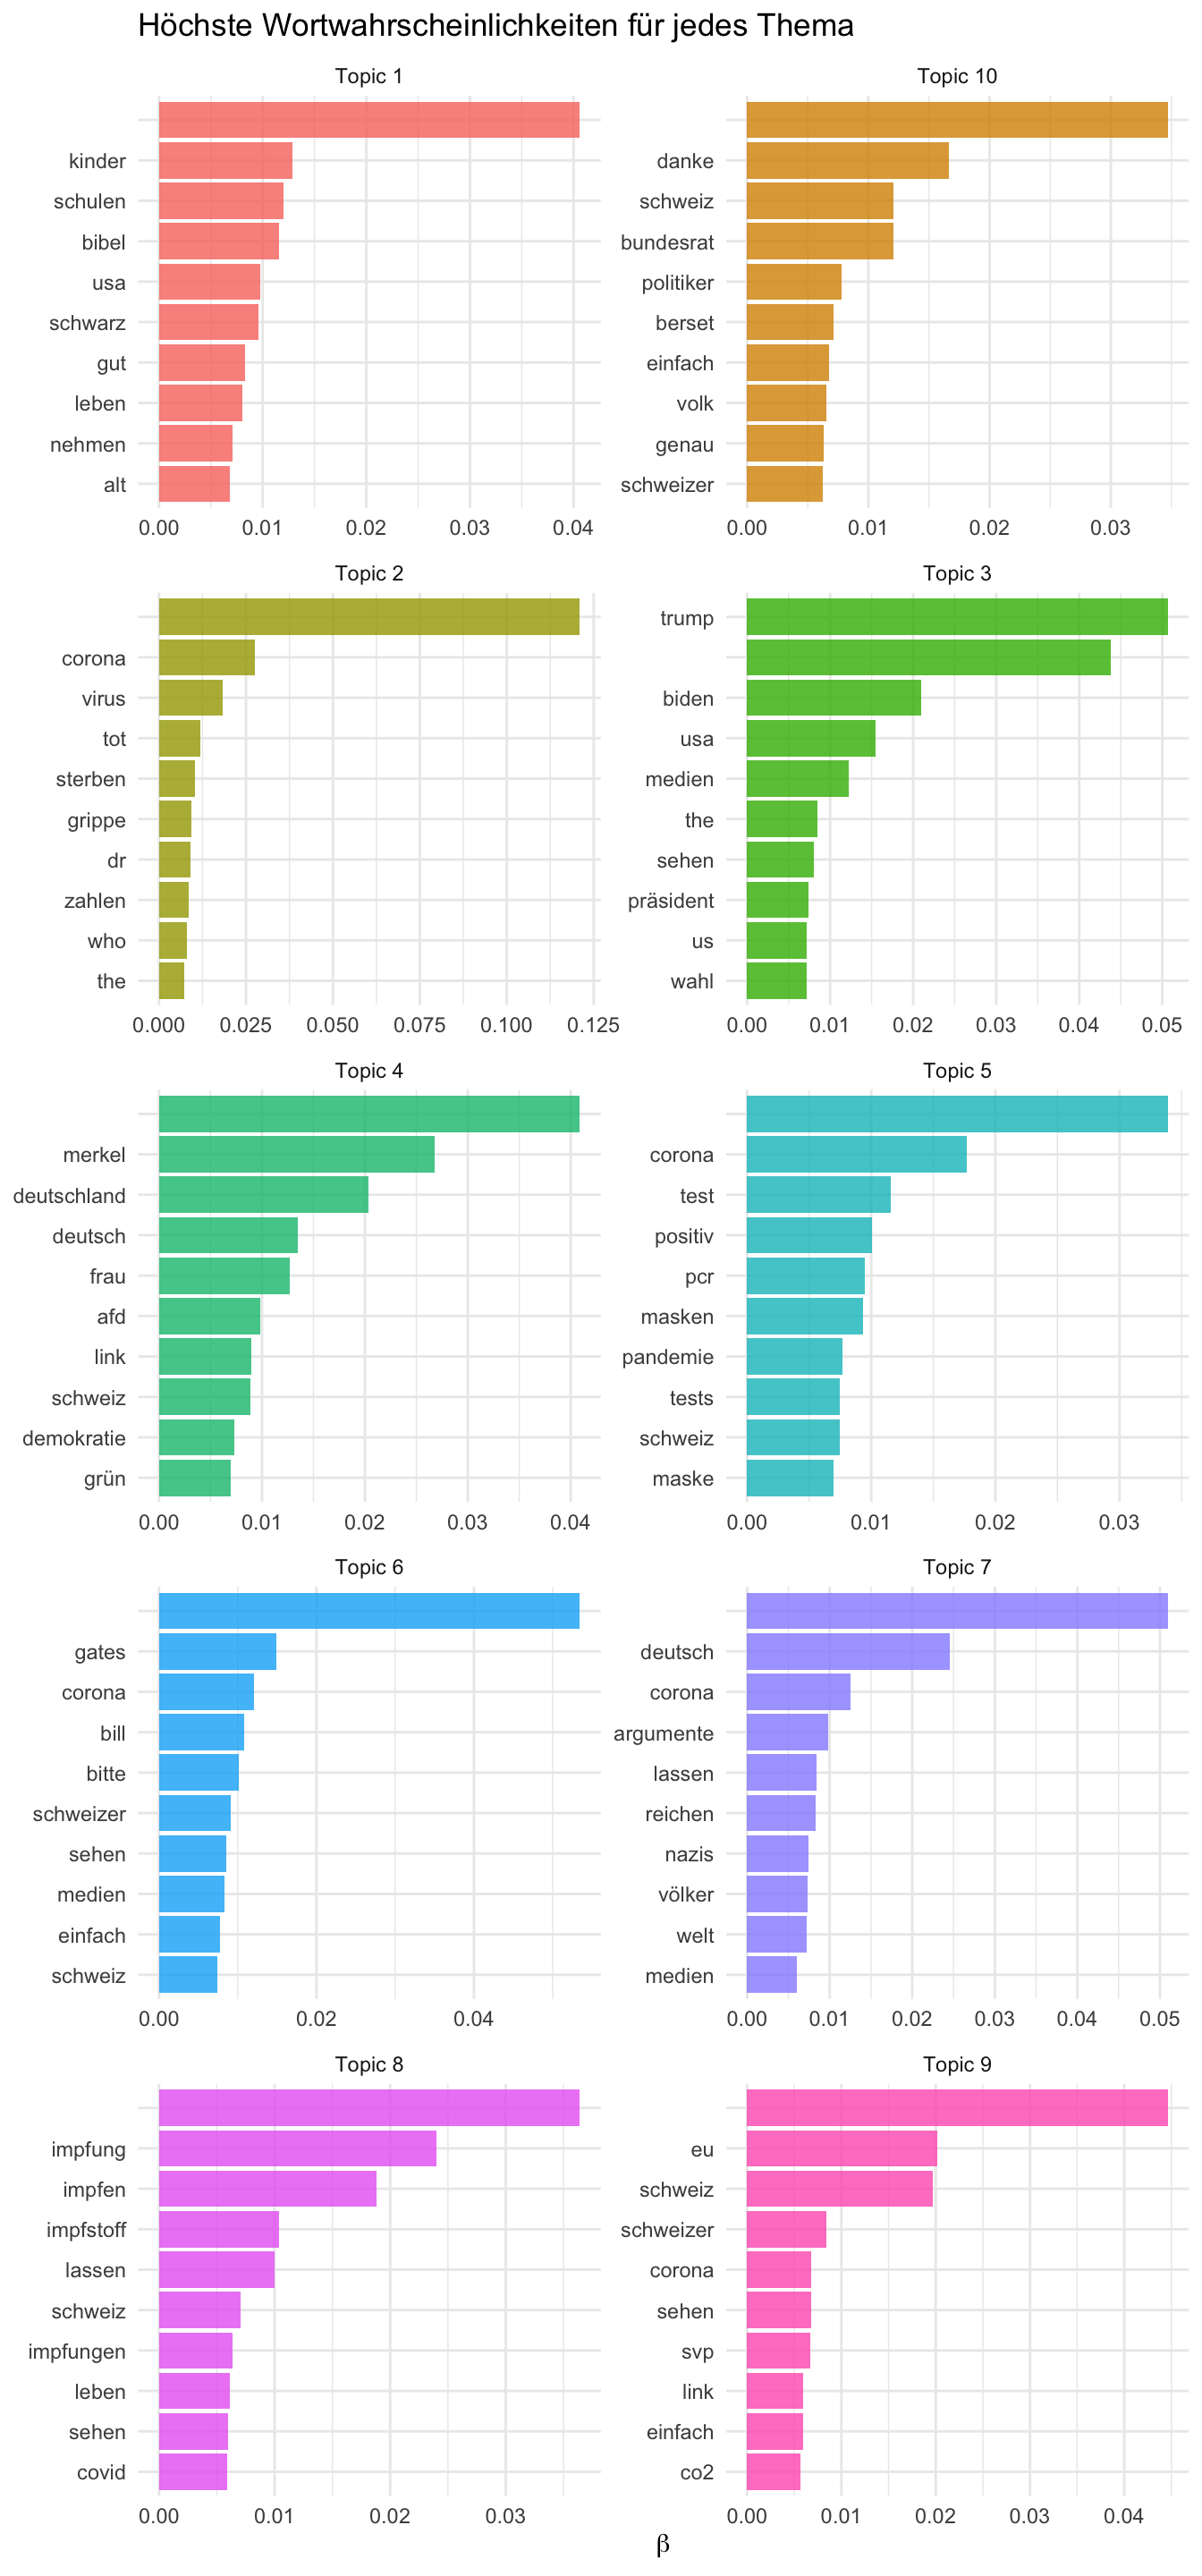 Höchste Wortwahrscheinlichkeiten für jedes Thema
Topic 1
kinder
schulen
bibel
usa
schwarz
gut
leben
nehmen
alt
0.00 0.01 0.02 0.03 0.04
Topic 10
danke
schweiz
bundesrat
politiker
berset
einfach
volk
genau
schweizer
0.00 0.01 0.02 0.03
Topic 2
corona
virus
tot
sterben
grippe
dr
zahlen
who
the
0.000 0.025 0.050 0.075 0.100 0.125
Topic 3
trump
biden
usa
medien
the
sehen
präsident
us
wahl
0.00 0.01 0.02 0.03 0.04 0.05
Topic 4
merkel
deutschland
deutsch
frau
afd
link
schweiz
demokratie
grün
0.00 0.01 0.02 0.03 0.04
Topic 5
corona
test
positiv
pcr
masken
pandemie
tests
schweiz
maske
0.00 0.01 0.02 0.03
Topic 6
gates
corona
bill
bitte
schweizer
sehen
medien
einfach
schweiz
0.00 0.02 0.04
Topic 7
deutsch
corona
argumente
lassen
reichen
nazis
völker
welt
medien
0.00 0.01 0.02 0.03 0.04 0.05
Topic 8
impfung
impfen
impfstoff
lassen
schweiz
impfungen
leben
sehen
covid
0.00 0.01 0.02 0.03
Topic 9
eu
schweiz
schweizer
corona
sehen
svp
link
einfach
co2
0.00 0.01 0.02 0.03 0.04
β